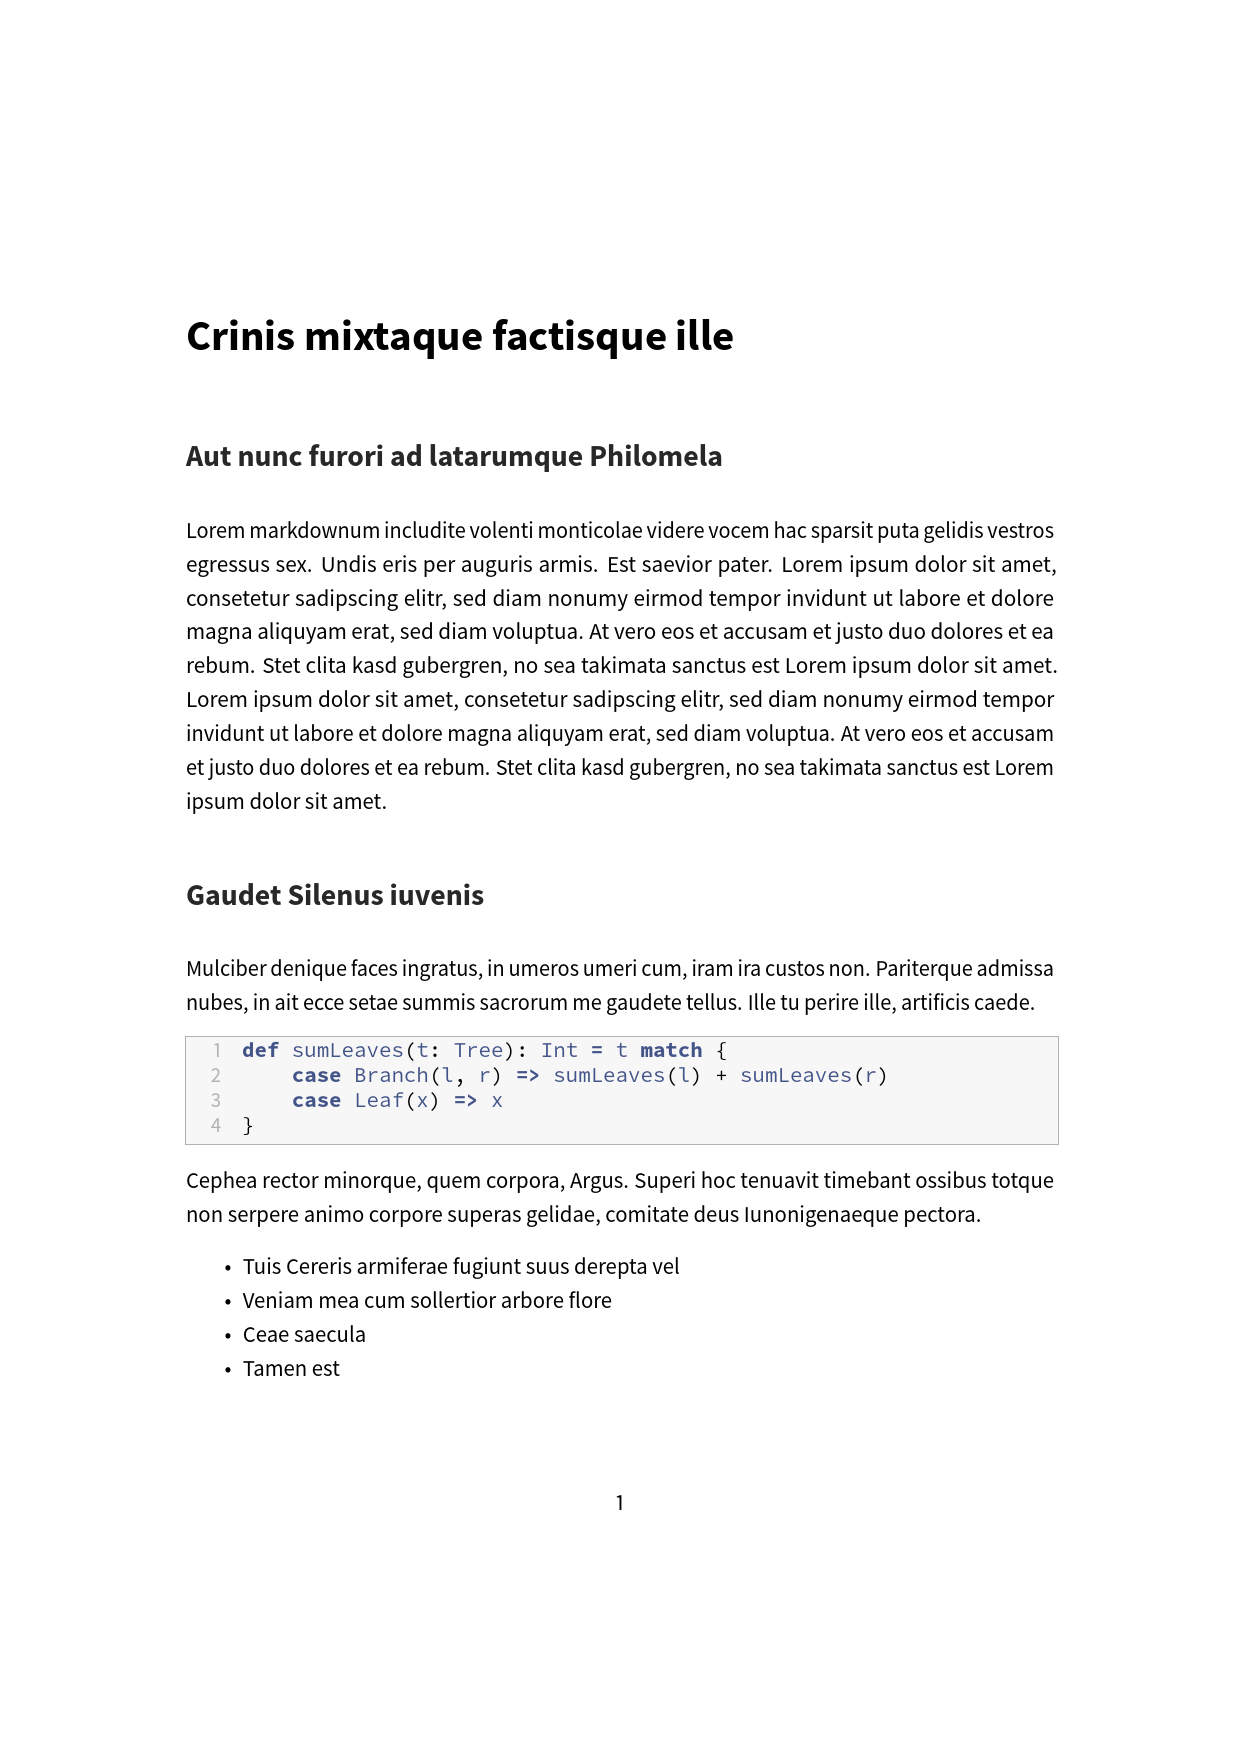 Crinis mixtaque factisque ille
Aut nunc furori ad latarumque Philomela
Lorem markdownum includite volenti monticolae videre vocem hac sparsit puta gelidis vestros
egressus sex. Undis eris per auguris armis. Est saevior pater. Lorem ipsum dolor sit amet,
consetetur sadipscing elitr, sed diam nonumy eirmod tempor invidunt ut labore et dolore
magna aliquyam erat, sed diam voluptua. At vero eos et accusam et justo duo dolores et ea
rebum. Stet clita kasd gubergren, no sea takimata sanctus est Lorem ipsum dolor sit amet.
Lorem ipsum dolor sit amet, consetetur sadipscing elitr, sed diam nonumy eirmod tempor
invidunt ut labore et dolore magna aliquyam erat, sed diam voluptua. At vero eos et accusam
et justo duo dolores et ea rebum. Stet clita kasd gubergren, no sea takimata sanctus est Lorem
ipsum dolor sit amet.
Gaudet Silenus iuvenis
Mulciber denique faces ingratus, in umeros umeri cum, iram ira custos non. Pariterque admissa
nubes, in ait ecce setae summis sacrorum me gaudete tellus. Ille tu perire ille, artificis caede.
1 def sumLeaves(t: Tree): Int = t match {
2     case Branch(l, r) => sumLeaves(l) + sumLeaves(r)
3     case Leaf(x) => x
4 }
Cephea rector minorque, quem corpora, Argus. Superi hoc tenuavit timebant ossibus totque
non serpere animo corpore superas gelidae, comitate deus Iunonigenaeque pectora.
• Tuis Cereris armiferae fugiunt suus derepta vel
• Veniam mea cum sollertior arbore flore
• Ceae saecula
• Tamen est
1